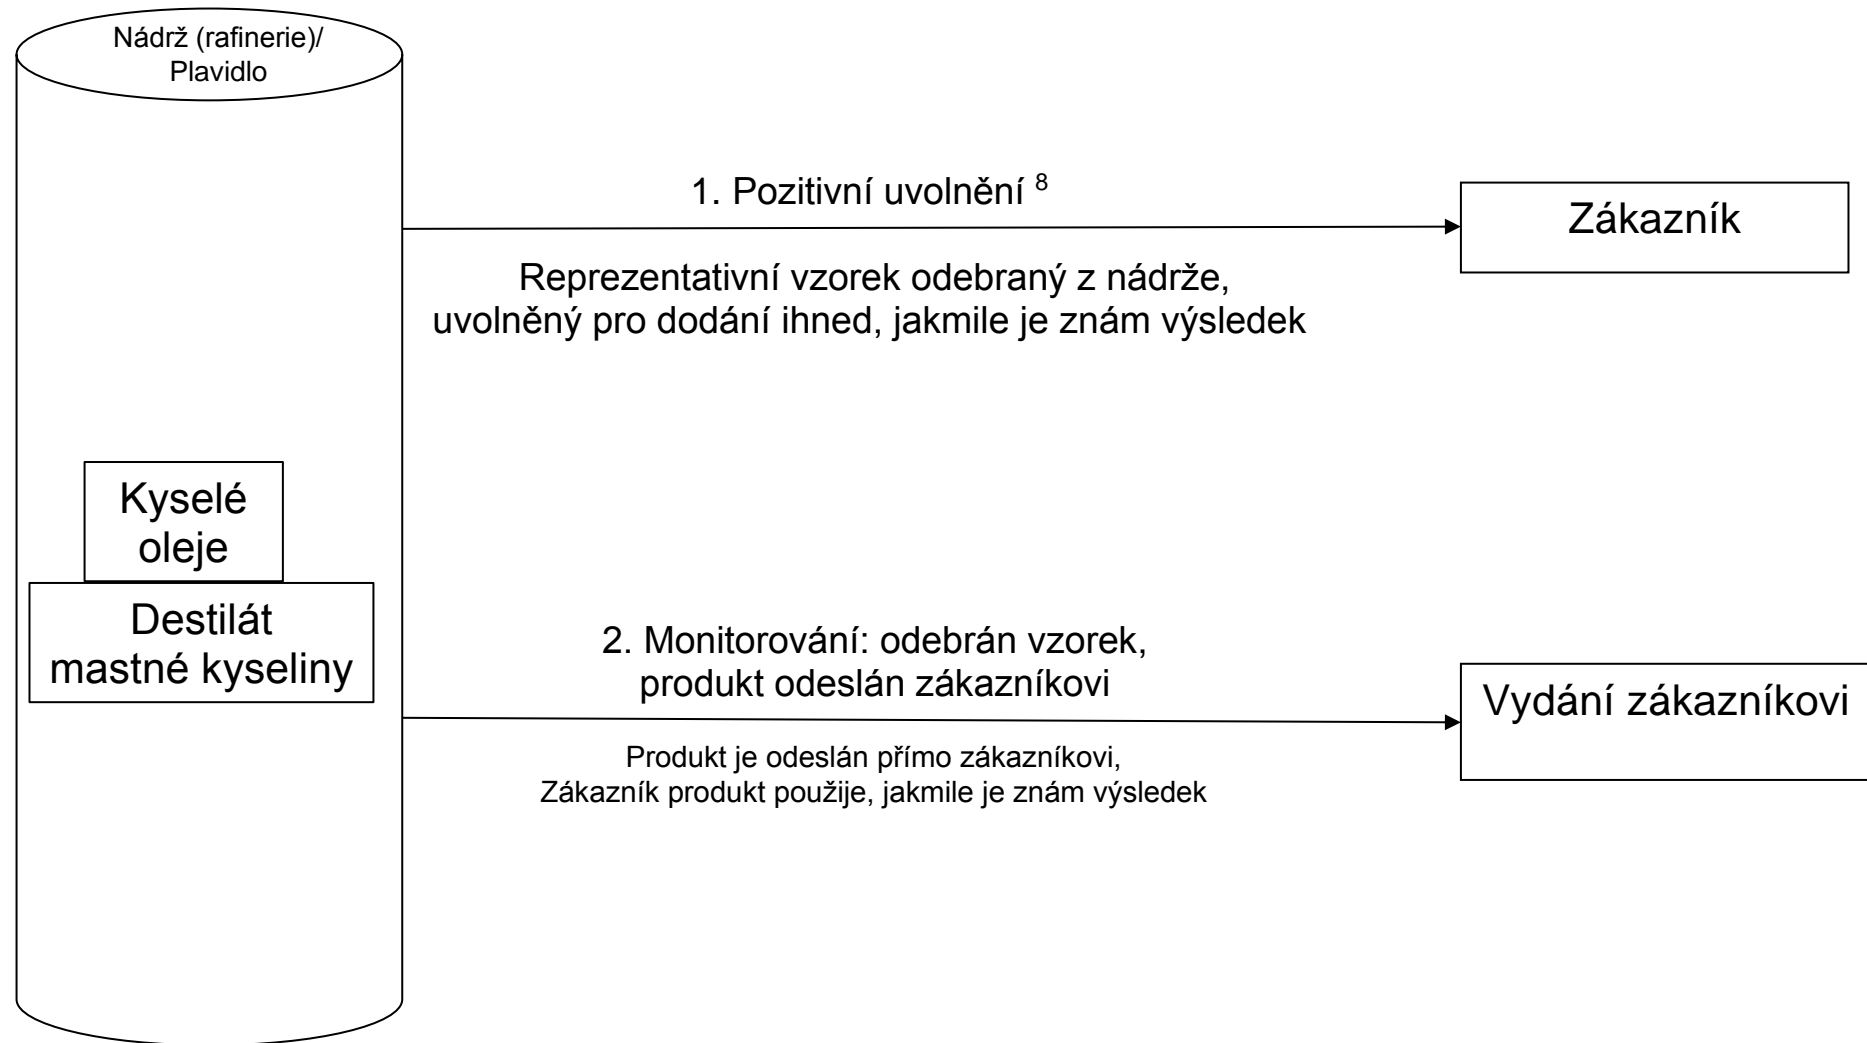 Nádrž (rafinerie)/
Plavidlo
1. Pozitivní uvolnění ⁸
Zákazník
Reprezentativní vzorek odebraný z nádrže,
uvolněný pro dodání ihned, jakmile je znám výsledek
Kyselé
oleje
Destilát
mastné kyseliny
2. Monitorování: odebrán vzorek,
produkt odeslán zákazníkovi
Vydání zákazníkovi
Produkt je odeslán přímo zákazníkovi,
Zákazník produkt použije, jakmile je znám výsledek